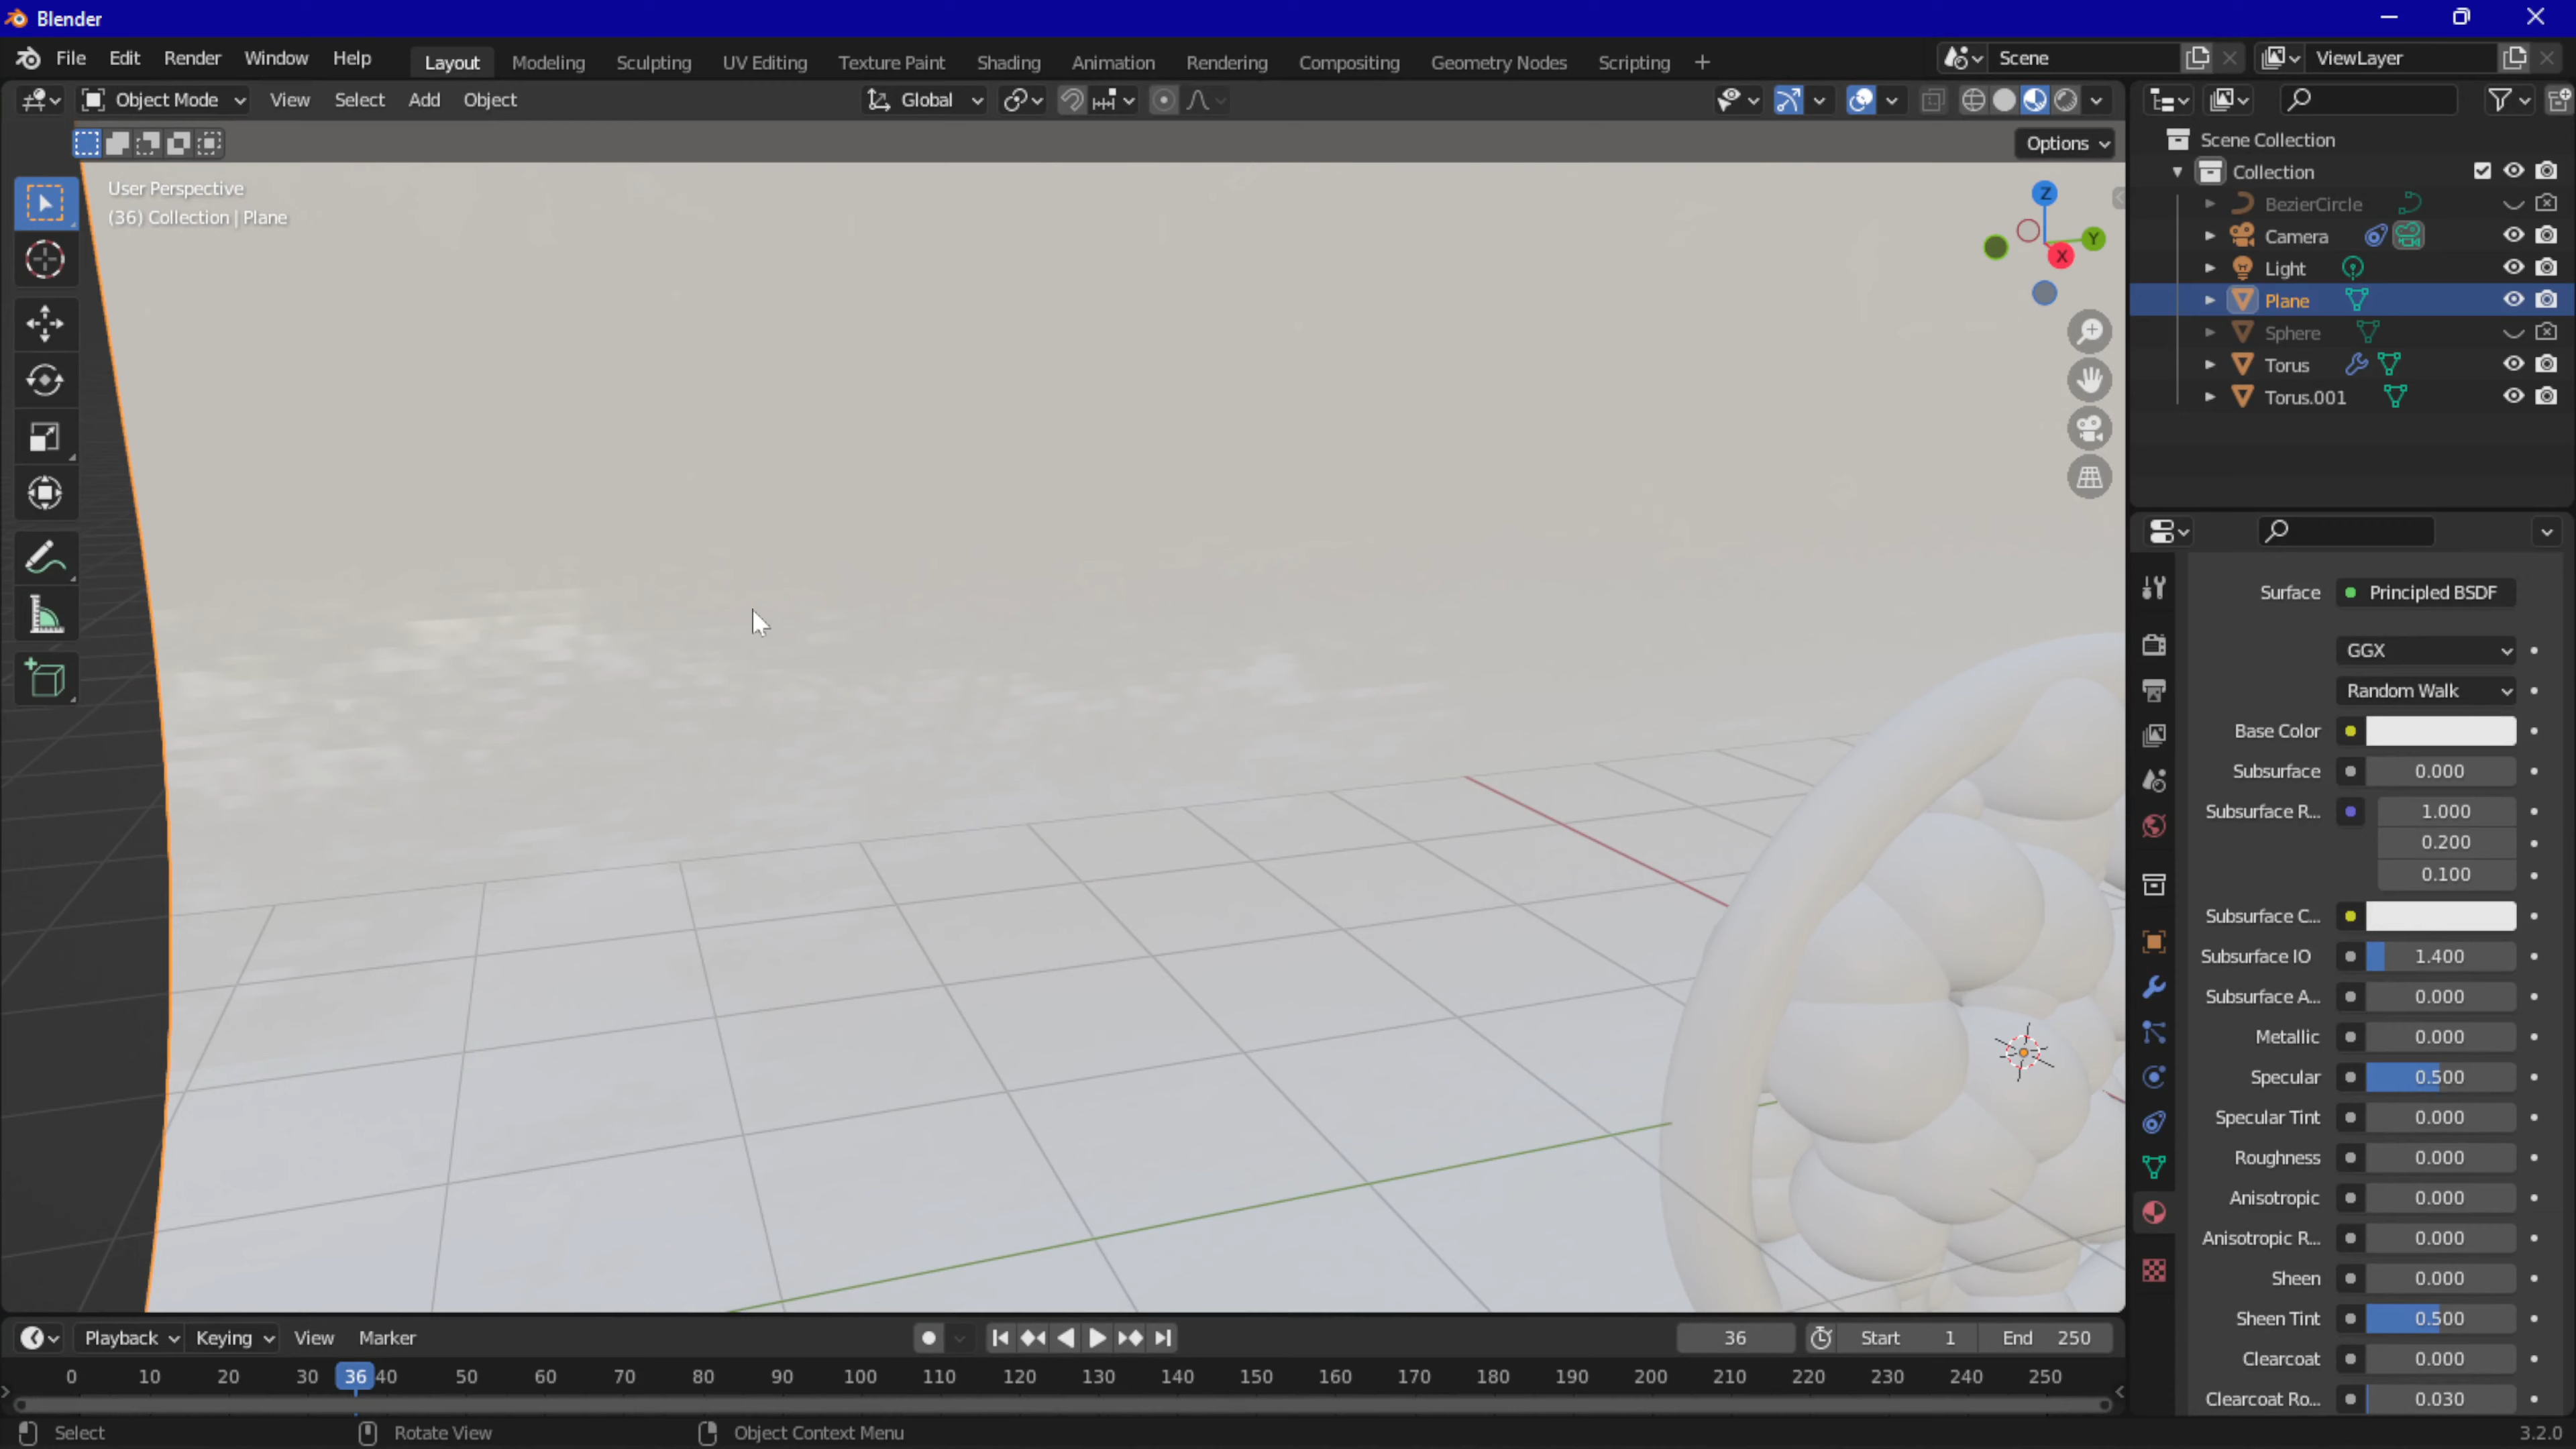 Blender
File Edit Render Window Help Layout Modeling Sculpting UV Editing Texture Paint Shading Animation Rendering Compositing Geometry Nodes Scripting + Scene ViewLayer
Object Mode View Select Add Object Global
Options
User Perspective
(36) Collection | Plane
Z
Y
X
Scene Collection
Collection
BezierCircle
Camera
Light
Plane
Sphere
Torus
Torus.001
Surface Principled BSDF
GGX
Random Walk
Base Color
Subsurface 0.000
Subsurface R... 1.000
0.200
0.100
Subsurface C...
Subsurface IO 1.400
Subsurface A... 0.000
Metallic 0.000
Specular 0.500
Specular Tint 0.000
Roughness 0.000
Anisotropic 0.000
Anisotropic R... 0.000
Sheen 0.000
Sheen Tint 0.500
Clearcoat 0.000
Clearcoat Ro... 0.030
Playback Keying View Marker 36 Start 1 End 250
0 10 20 30 36 40 50 60 70 80 90 100 110 120 130 140 150 160 170 180 190 200 210 220 230 240 250
Select Rotate View Object Context Menu 3.2.0